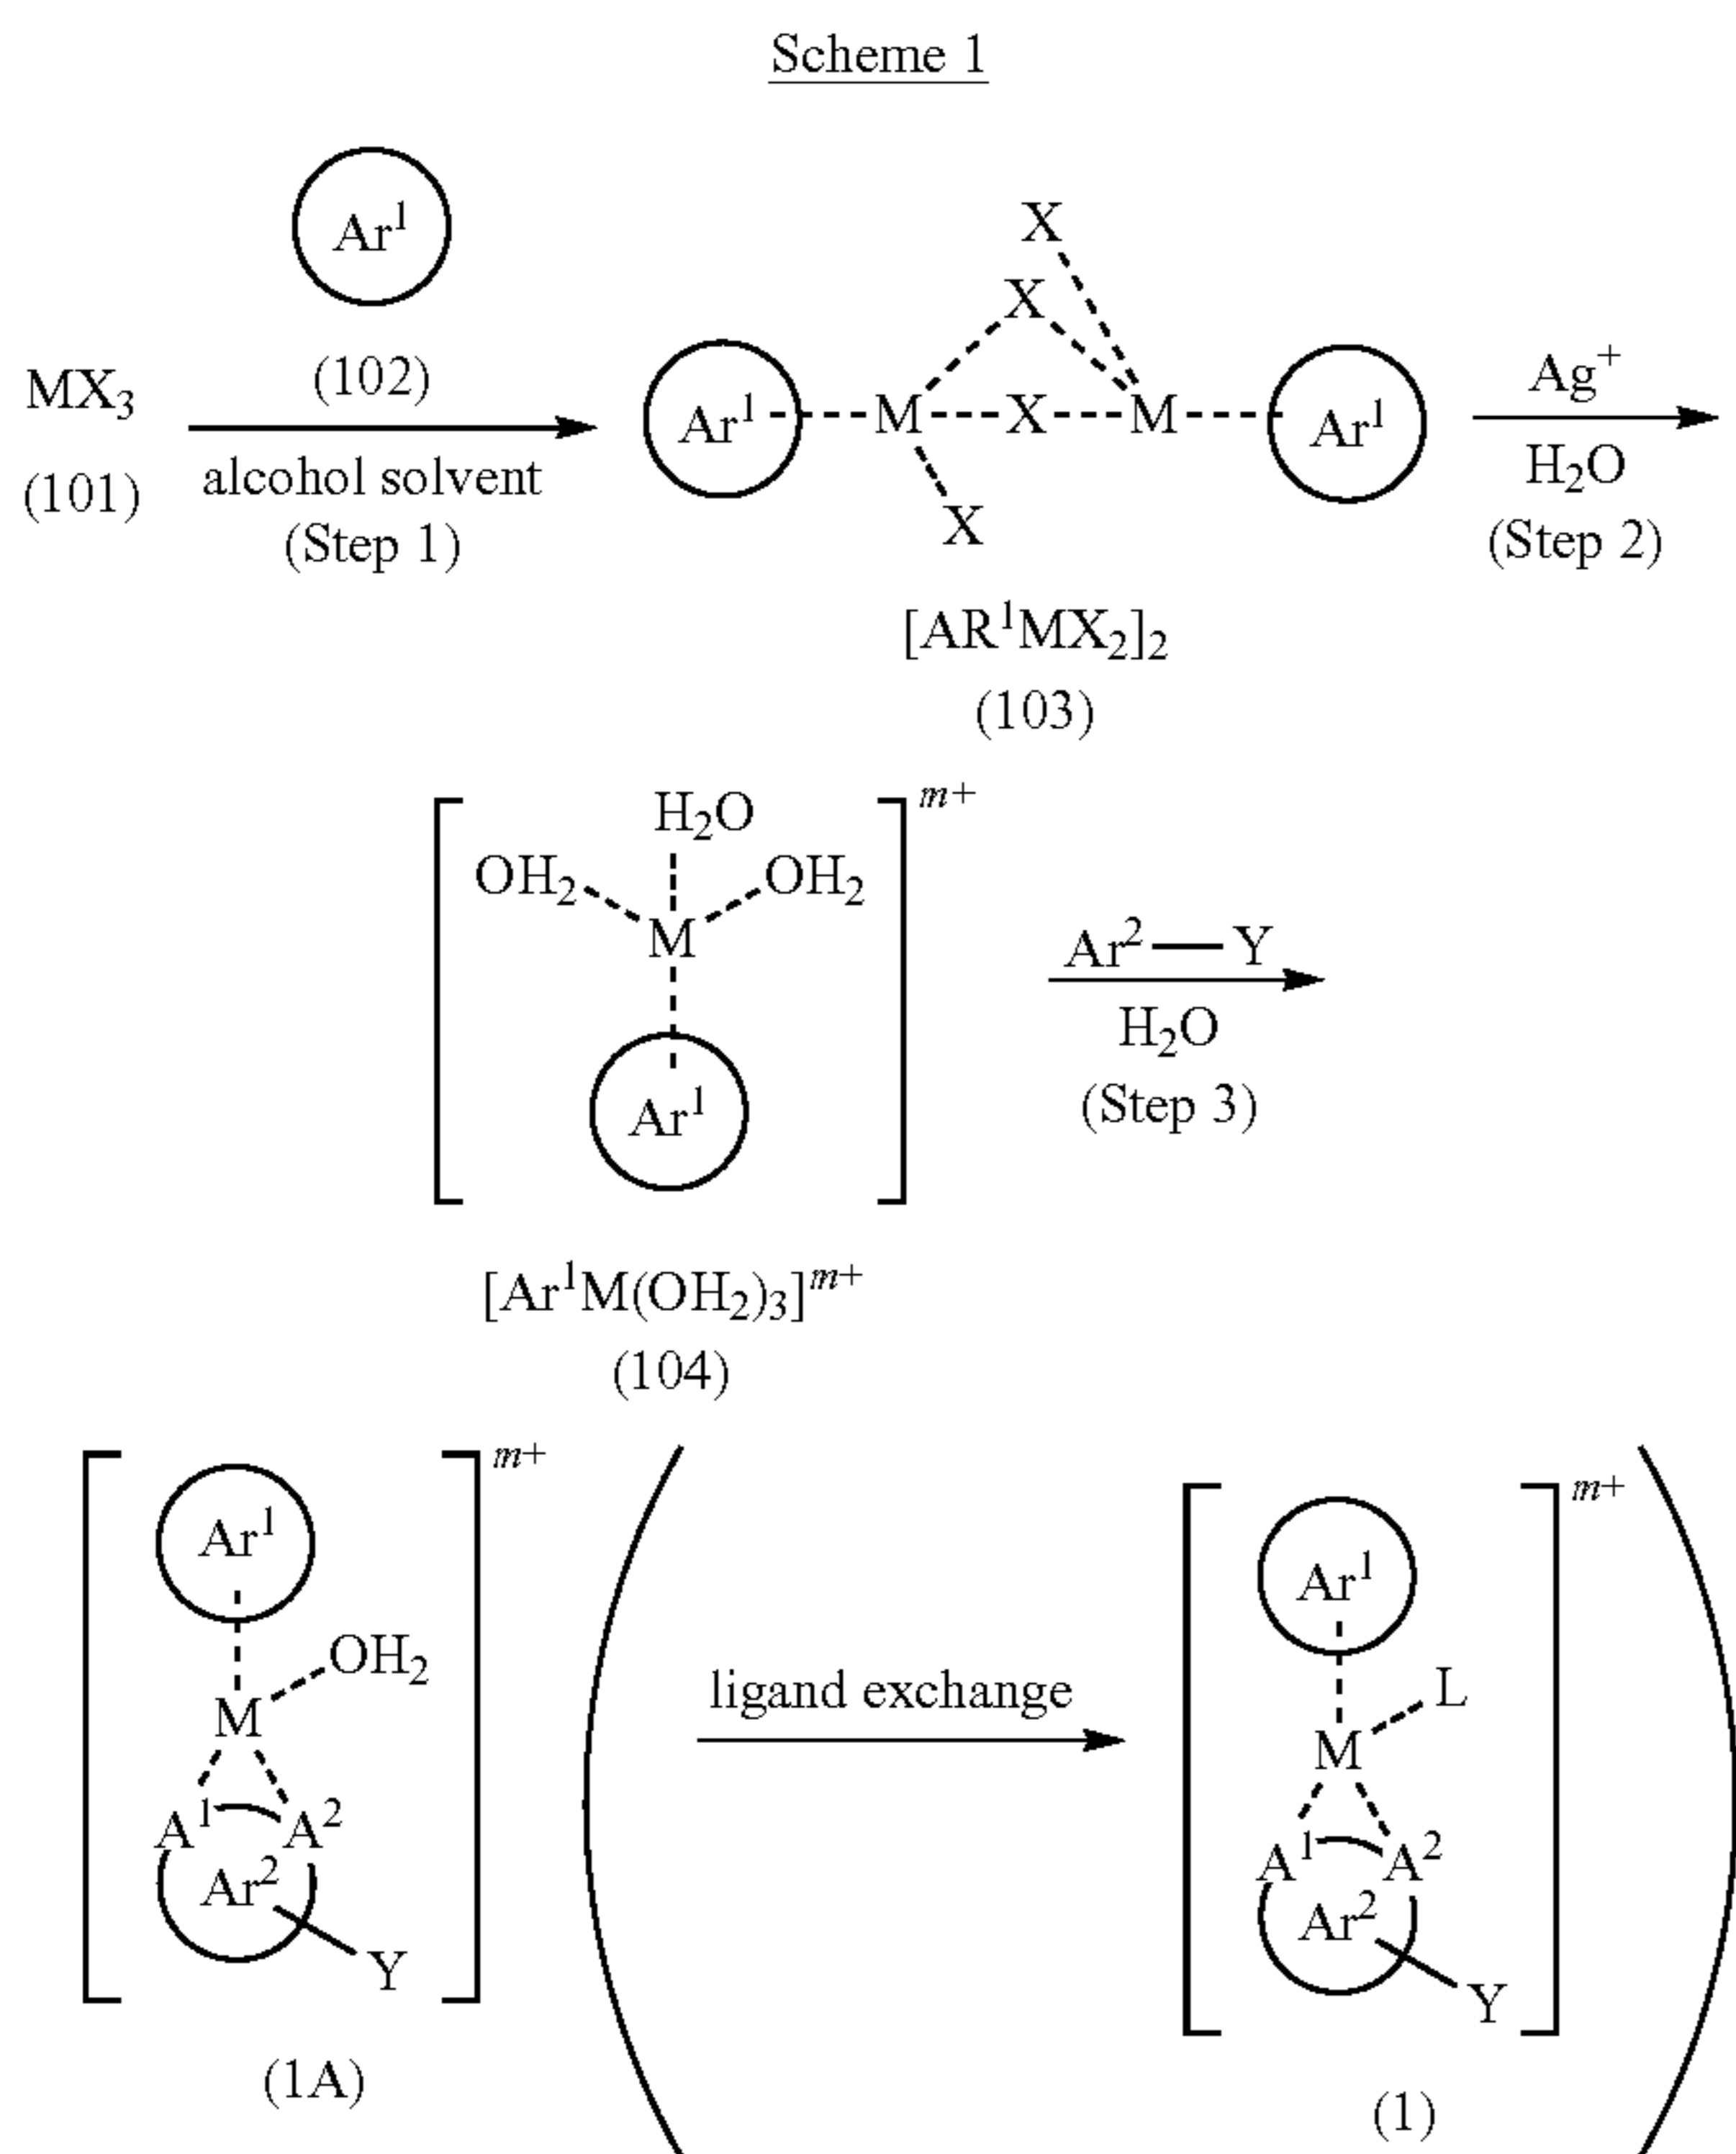 Scheme 1
Ar¹
(102)
MX₃
(101)
alcohol solvent
(Step 1)
X
X
Ar¹ M X M Ar¹
X
[AR¹MX₂]₂
(103)
Ag⁺
H₂O
(Step 2)
m+
H₂O
OH₂ OH₂
M
Ar¹
[Ar¹M(OH₂)₃]ᵐ⁺
(104)
Ar² Y
H₂O
(Step 3)
m+
Ar¹
OH₂
M
A¹ A²
Ar²
Y
(1A)
ligand exchange
m+
Ar¹
L
M
A¹ A²
Ar²
Y
(1)